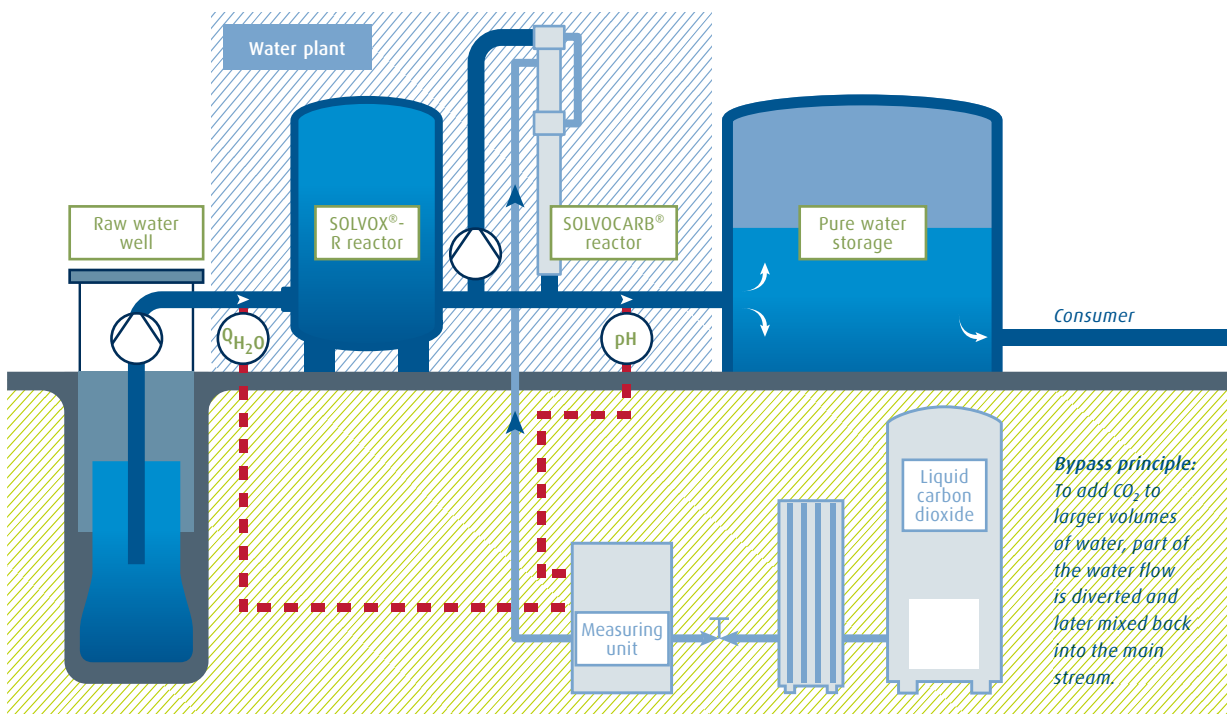 Water plant
Raw water
well
SOLVOX®-
R reactor
SOLVOCARB®
reactor
Pure water
storage
Consumer
QH₂O
pH
Liquid
carbon
dioxide
Measuring
unit
Bypass principle:
To add CO₂ to
larger volumes
of water, part of
the water flow
is diverted and
later mixed back
into the main
stream.